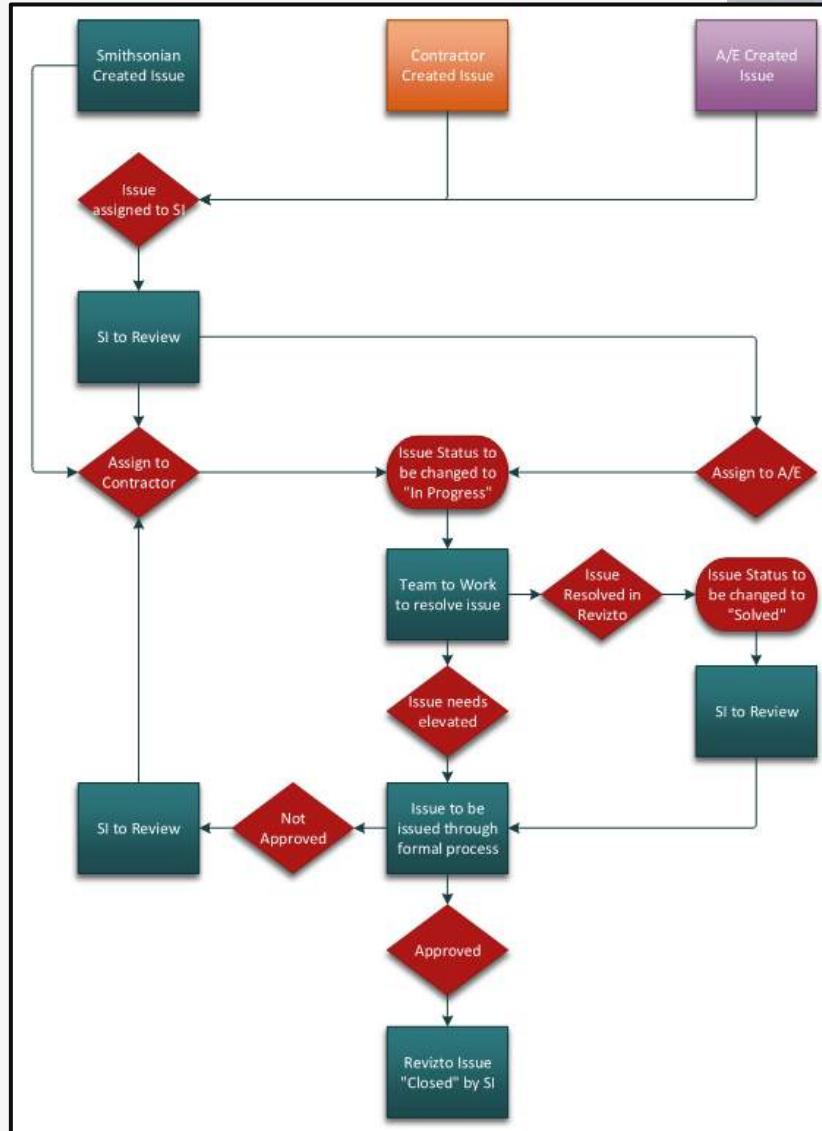 Smithsonian
Created Issue
Contractor
Created Issue
A/E Created
Issue
Issue
assigned to SI
SI to Review
Assign to
Contractor
Issue Status to
be changed to
"In Progress"
Assign to A/E
Team to Work
to resolve issue
Issue
Resolved in
Revizto
Issue Status to
be changed to
"Solved"
Issue needs
elevated
SI to Review
SI to Review
Not
Approved
Issue to be
issued through
formal process
Approved
Revizto Issue
"Closed" by SI